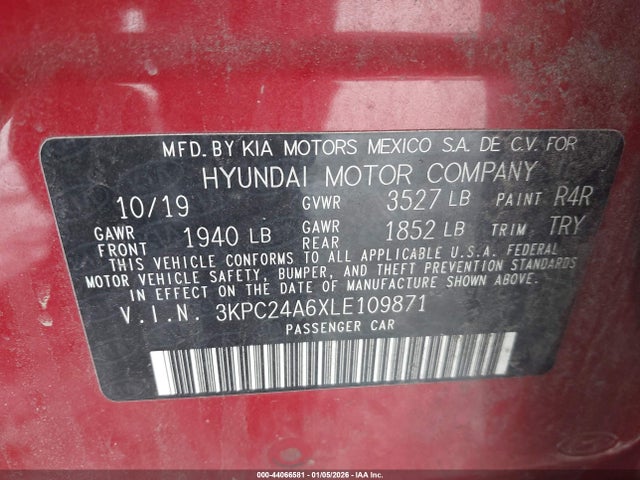 MFD. BY KIA MOTORS MEXICO S.A. DE C.V. FOR
HYUNDAI MOTOR COMPANY
10/19 GVWR 3527 LB PAINT R4R
GAWR FRONT 1940 LB GAWR REAR 1852 LB TRIM TRY
THIS VEHICLE CONFORMS TO ALL APPLICABLE U.S.A. FEDERAL
MOTOR VEHICLE SAFETY, BUMPER, AND THEFT PREVENTION STANDARDS
IN EFFECT ON THE DATE OF MANUFACTURE SHOWN ABOVE.
V.I.N. 3KPC24A6XLE109871
PASSENGER CAR
000-44066581 - 01/05/2026 - IAA Inc.